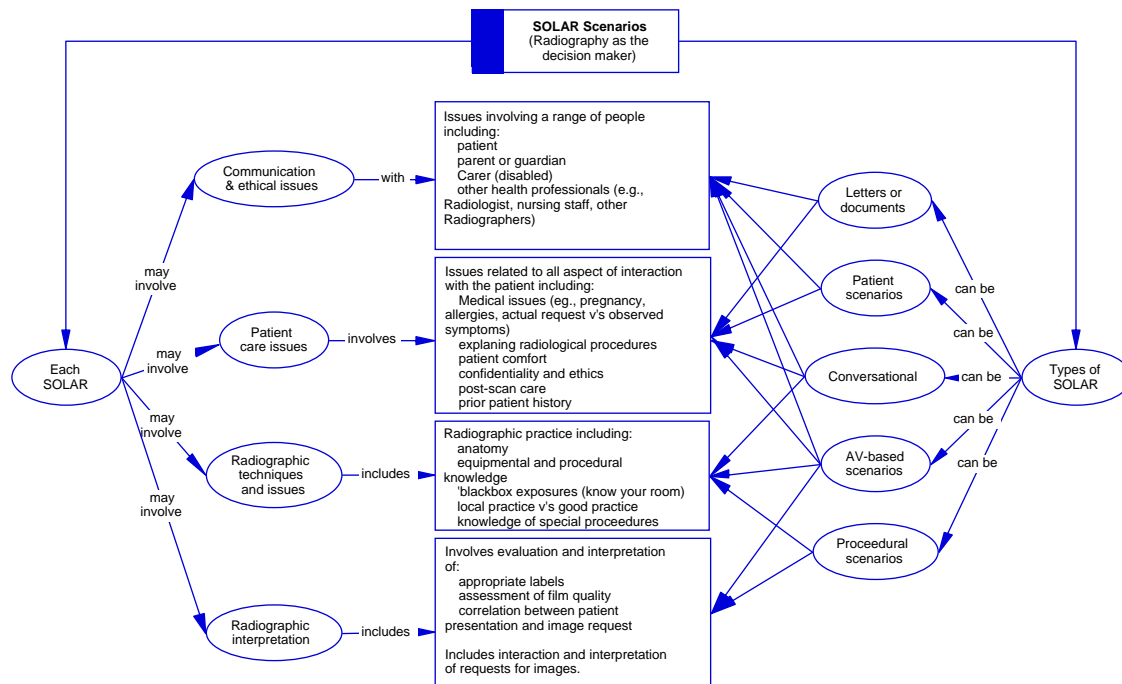 SOLAR Scenarios
(Radiography as the
decision maker)
Issues involving a range of people
including:
patient
parent or guardian
Carer (disabled)
other health professionals (e.g.,
Radiologist, nursing staff, other
Radiographers)
Communication
& ethical issues
with
Letters or
documents
may
involve
Issues related to all aspect of interaction
with the patient including:
Medical issues (eg., pregnancy,
allergies, actual request v's observed
symptoms)
explaning radiological procedures
patient comfort
confidentiality and ethics
post-scan care
prior patient history
Patient
scenarios
can be
can be
Patient
care issues
involves
may
involve
Each
SOLAR
Conversational
can be
Types of
SOLAR
may
involve
can be
Radiographic practice including:
anatomy
equipmental and procedural
knowledge
'blackbox exposures (know your room)
local practice v's good practice
knowledge of special proceedures
Radiographic
techniques
and issues
includes
AV-based
scenarios
can be
may
involve
Proceedural
scenarios
Involves evaluation and interpretation
of:
appropriate labels
assessment of film quality
correlation between patient
presentation and image request
Includes interaction and interpretation
of requests for images.
Radiographic
interpretation
includes